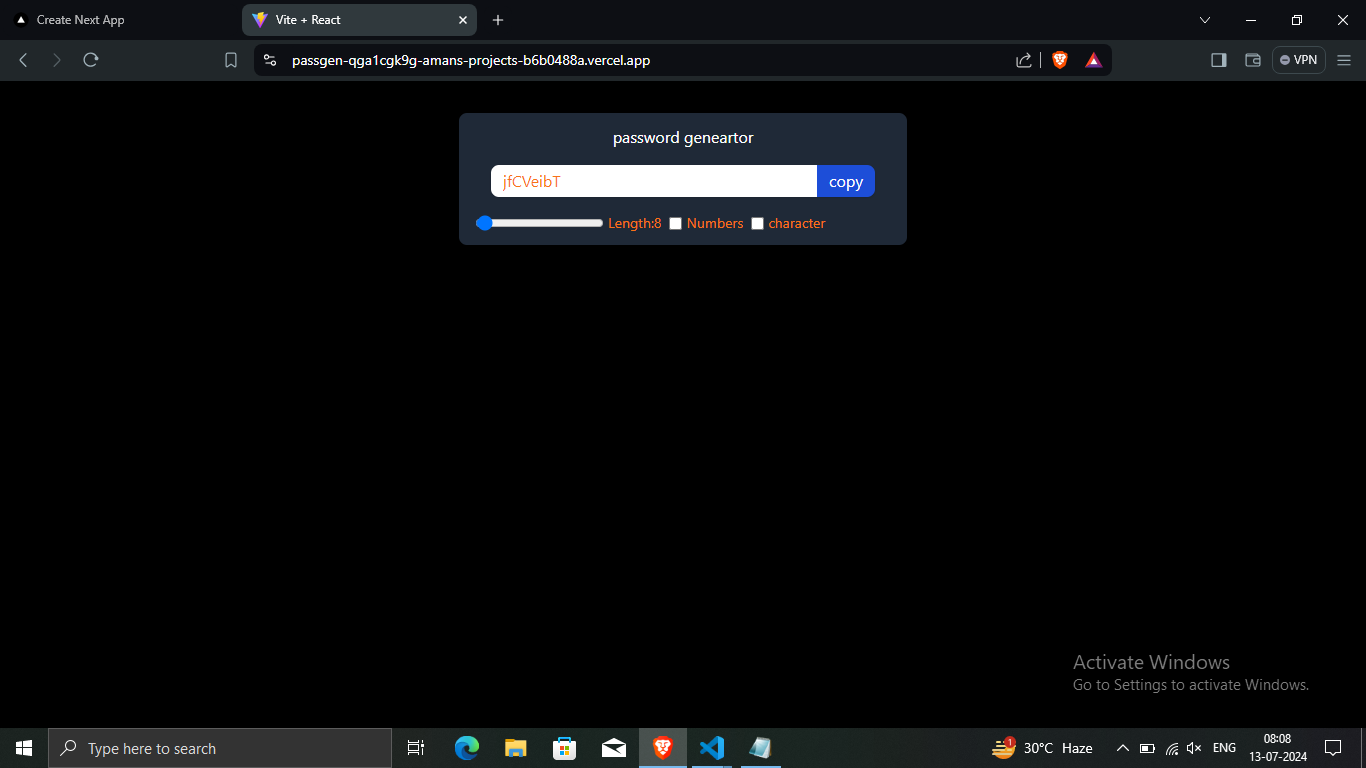 Create Next App
Vite + React
passgen-qga1cgk9g-amans-projects-b6b0488a.vercel.app
VPN
password geneartor
jfCVeibT
copy
Length:8 Numbers character
Activate Windows
Go to Settings to activate Windows.
Type here to search
1
30°C Haze
ENG
08:08
13-07-2024